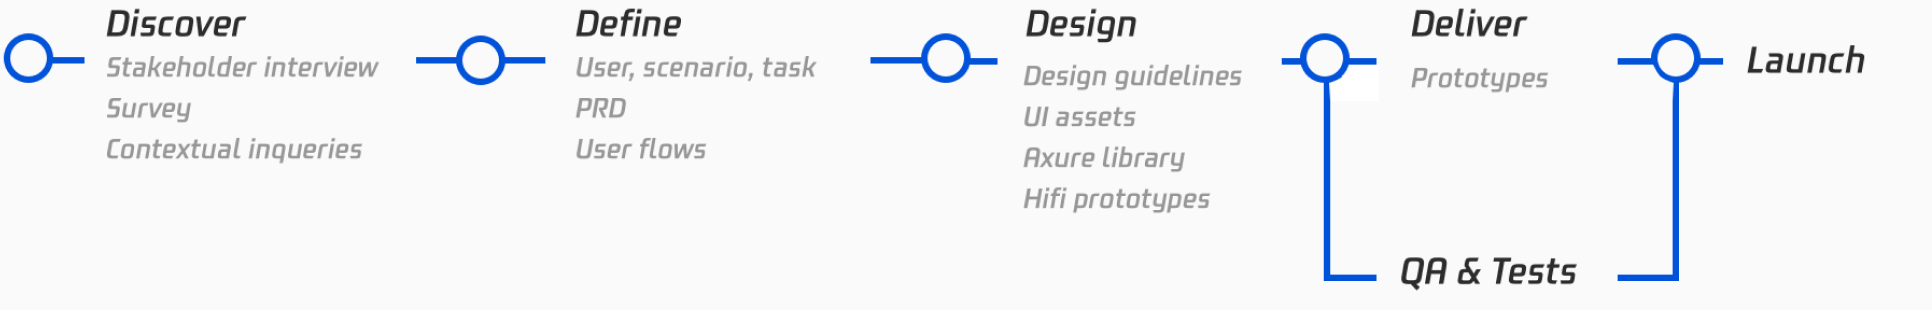 Discover
Stakeholder interview
Survey
Contextual inqueries
Define
User, scenario, task
PRD
User flows
Design
Design guidelines
UI assets
Axure library
Hifi prototypes
Deliver
Prototypes
QA & Tests
Launch